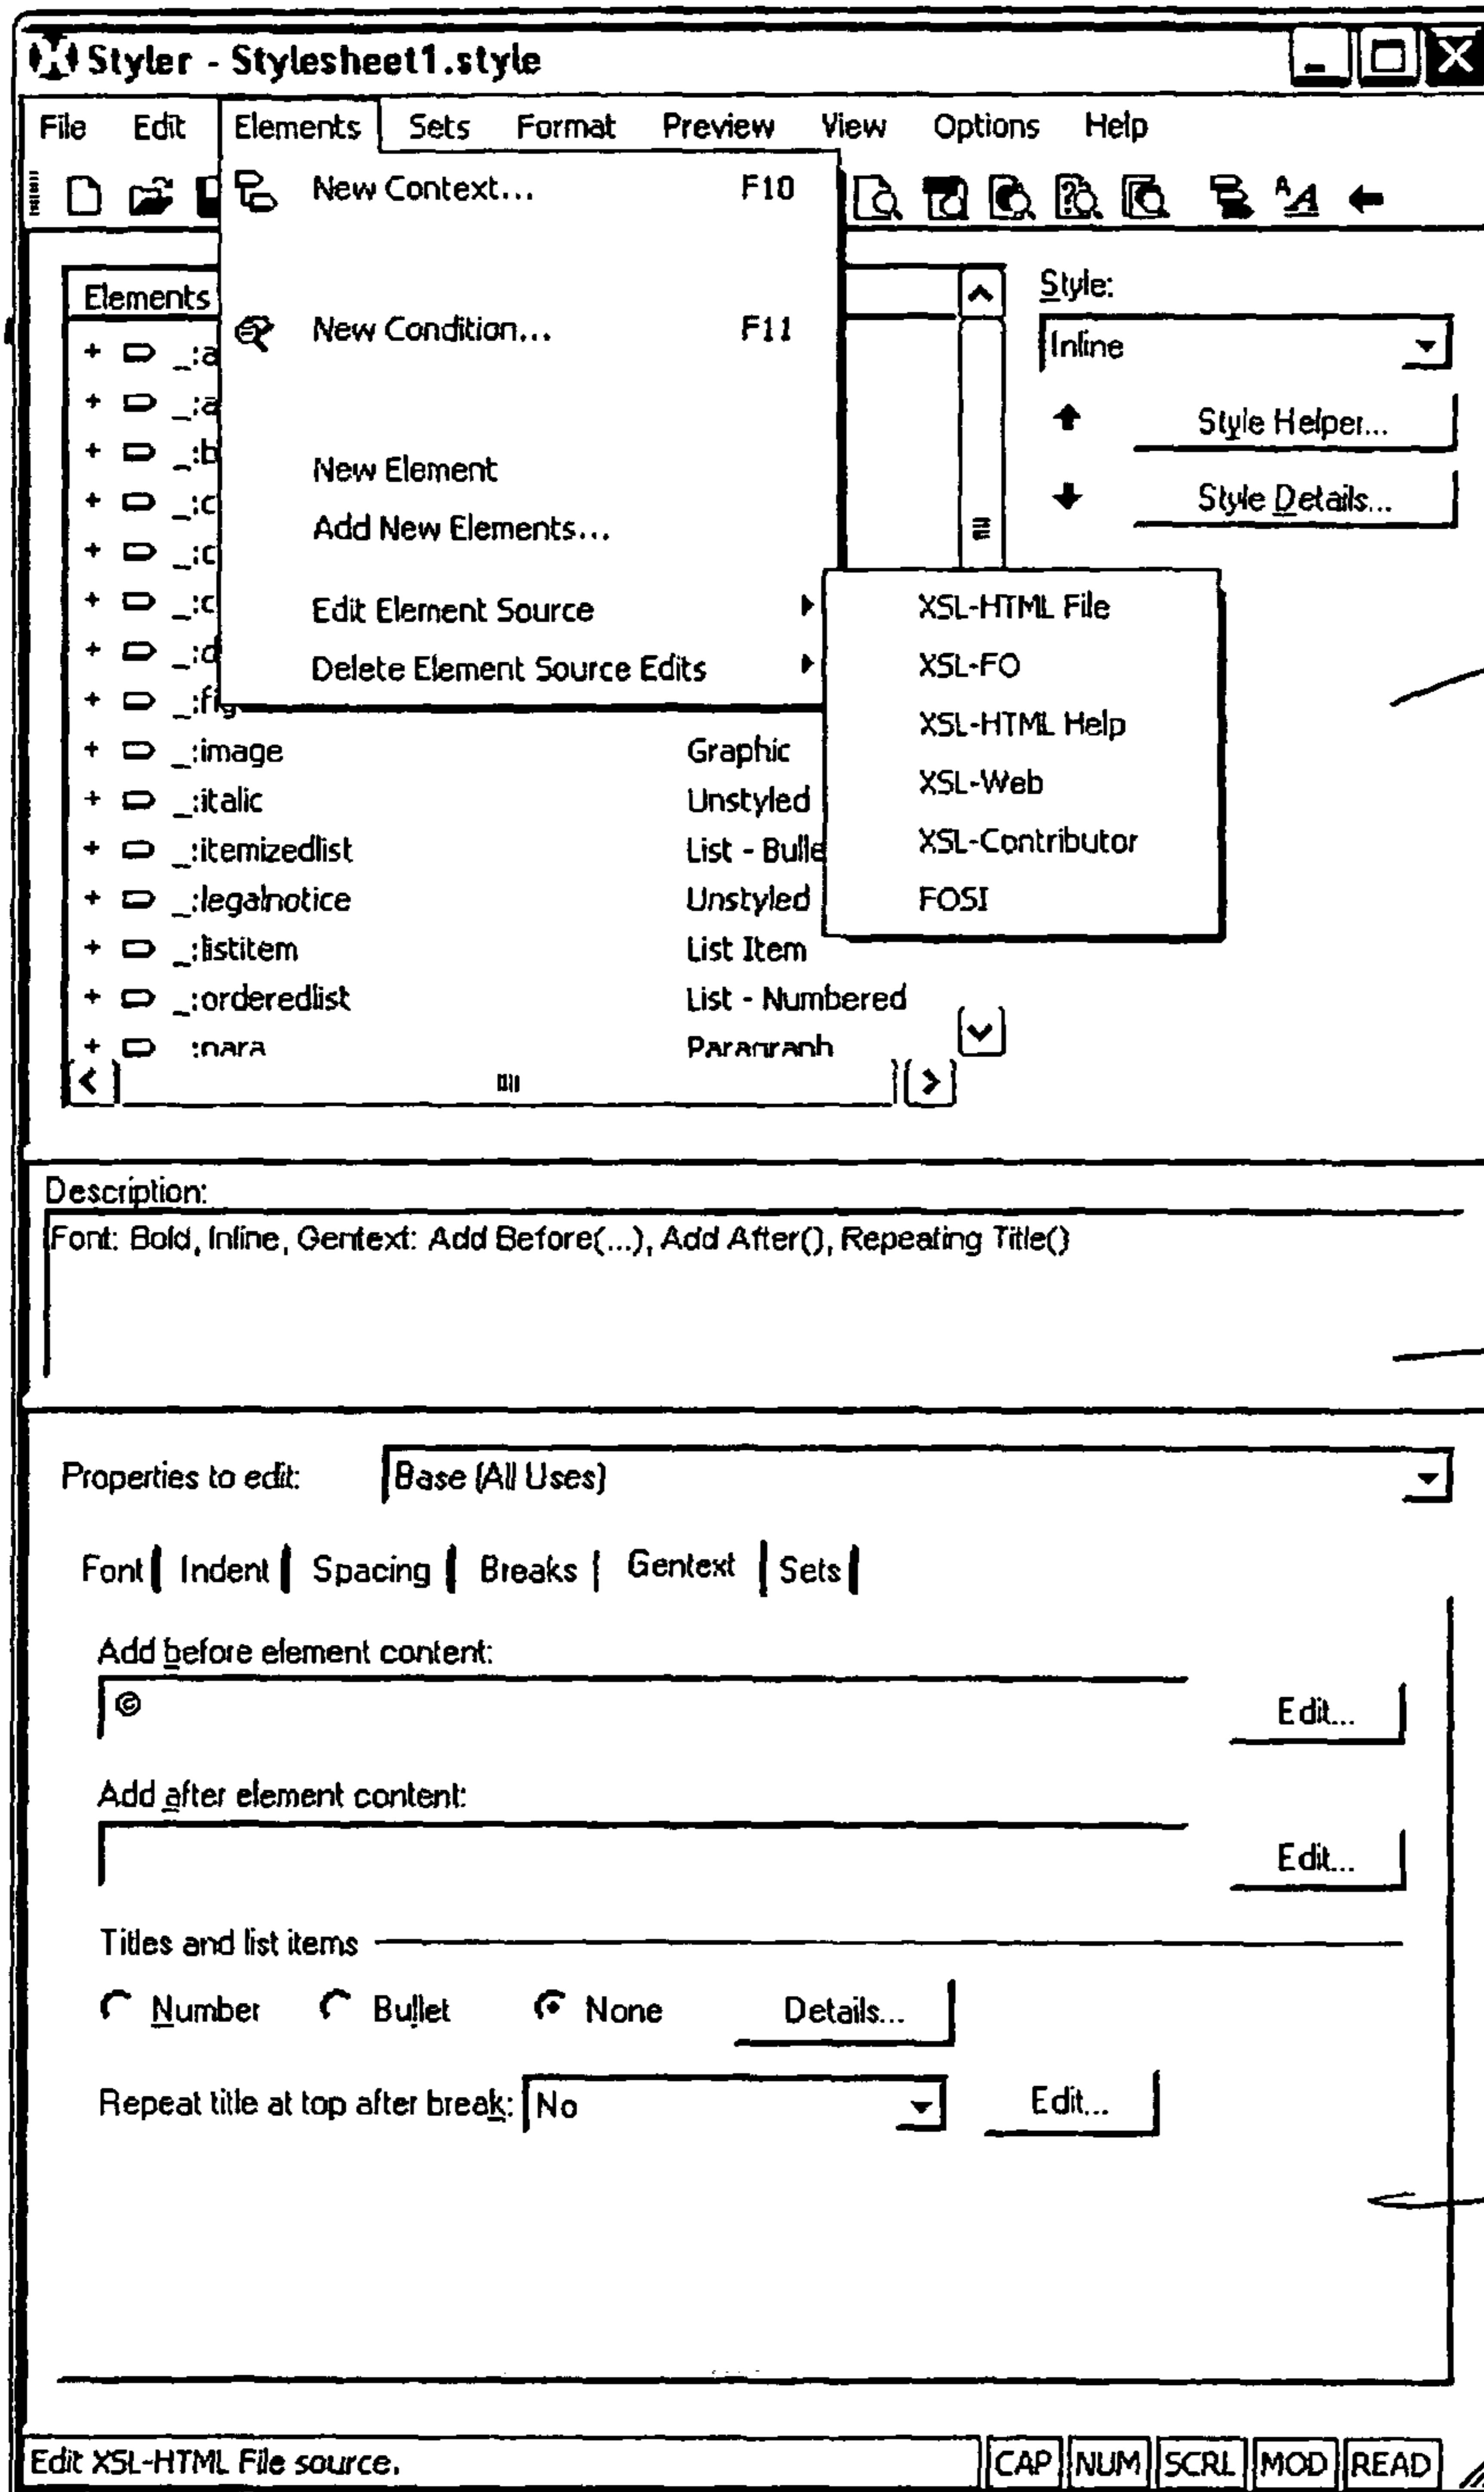 Styler - Stylesheet1.style
File Edit Elements Sets Format Preview View Options Help
New Context... F10
New Condition... F11
New Element
Add New Elements...
Edit Element Source
Delete Element Source Edits
XSL-HTML File
XSL-FO
XSL-HTML Help
XSL-Web
XSL-Contributor
FOSI
Elements
+ _:a
+ _:a
+ _:b
+ _:c
+ _:c
+ _:c
+ _:d
+ _:fig
+ _:image Graphic
+ _:italic Unstyled
+ _:itemizedlist List - Bulle
+ _:legalnotice Unstyled
+ _:listitem List Item
+ _:orderedlist List - Numbered
+ _:para Paragraph
Style:
Inline
Style Helper...
Style Details...
Description:
Font: Bold, Inline, Gentext: Add Before(...), Add After(), Repeating Title()
Properties to edit: Base (All Uses)
Font Indent Spacing Breaks Gentext Sets
Add before element content:
© Edit...
Add after element content:
Edit...
Titles and list items
Number Bullet None Details...
Repeat title at top after break: No Edit...
Edit XSL-HTML File source. CAP NUM SCRL MOD READ